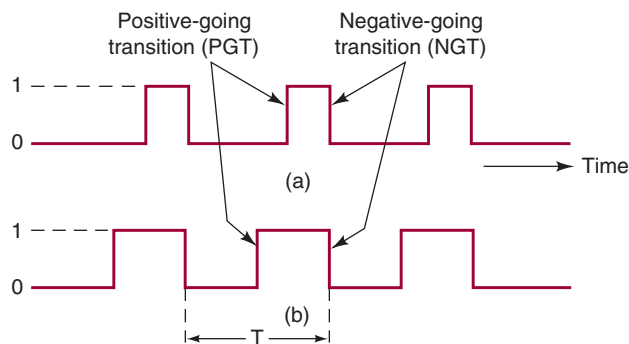 Positive-going
transition (PGT)
Negative-going
transition (NGT)
1
0
Time
(a)
1
0
(b)
T